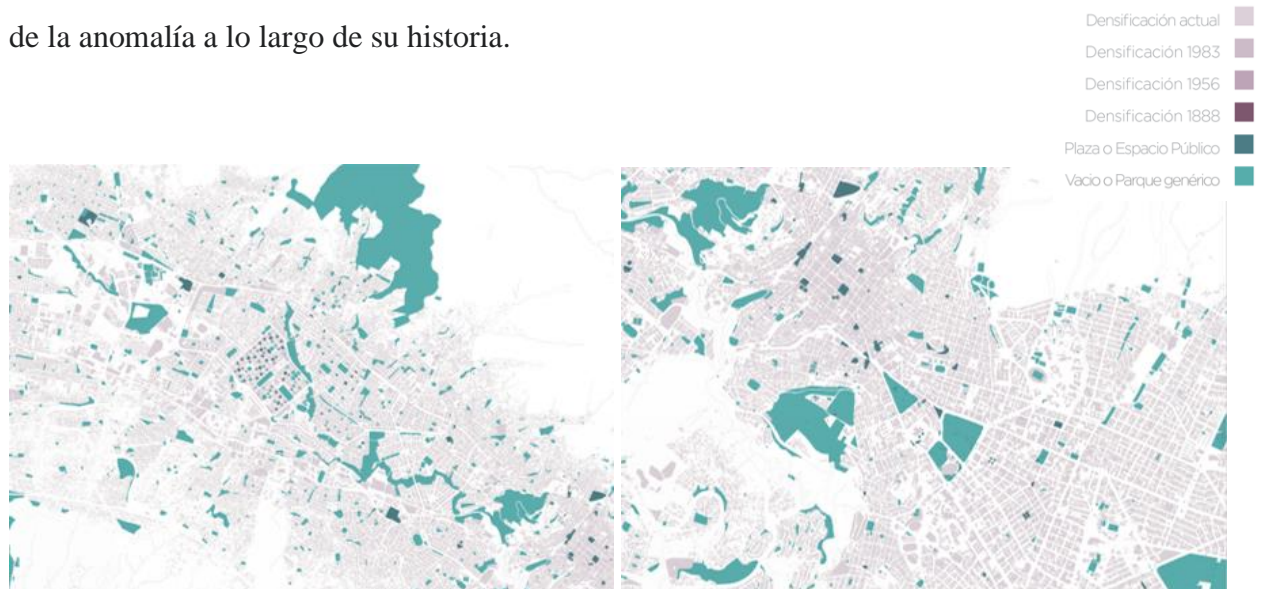 de la anomalía a lo largo de su historia.
Densificación actual
Densificación 1983
Densificación 1956
Densificación 1888
Plaza o Espacio Público
Vacio o Parque genérico